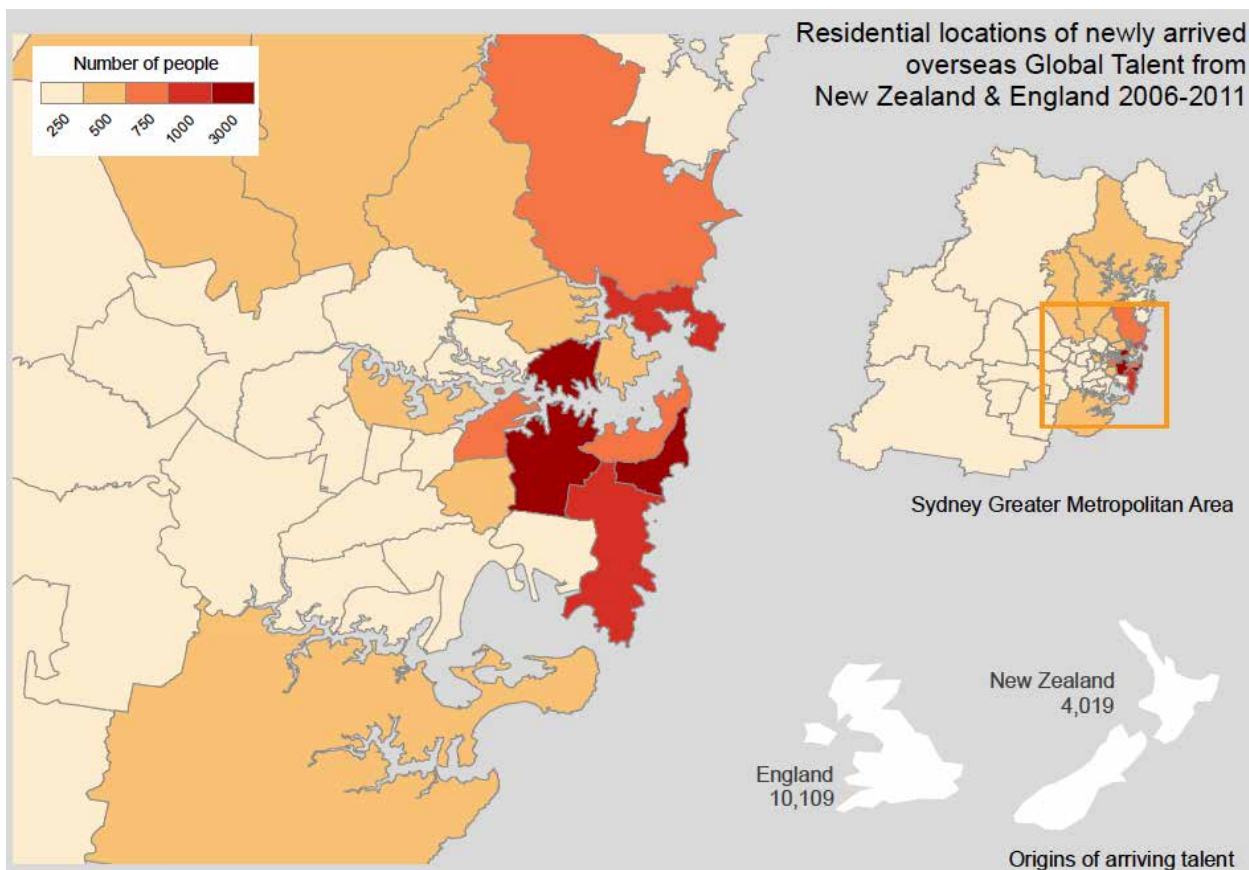 Residential locations of newly arrived
overseas Global Talent from
New Zealand & England 2006-2011
Number of people
250
500
750
1000
3000
Sydney Greater Metropolitan Area
New Zealand
4,019
England
10,109
Origins of arriving talent